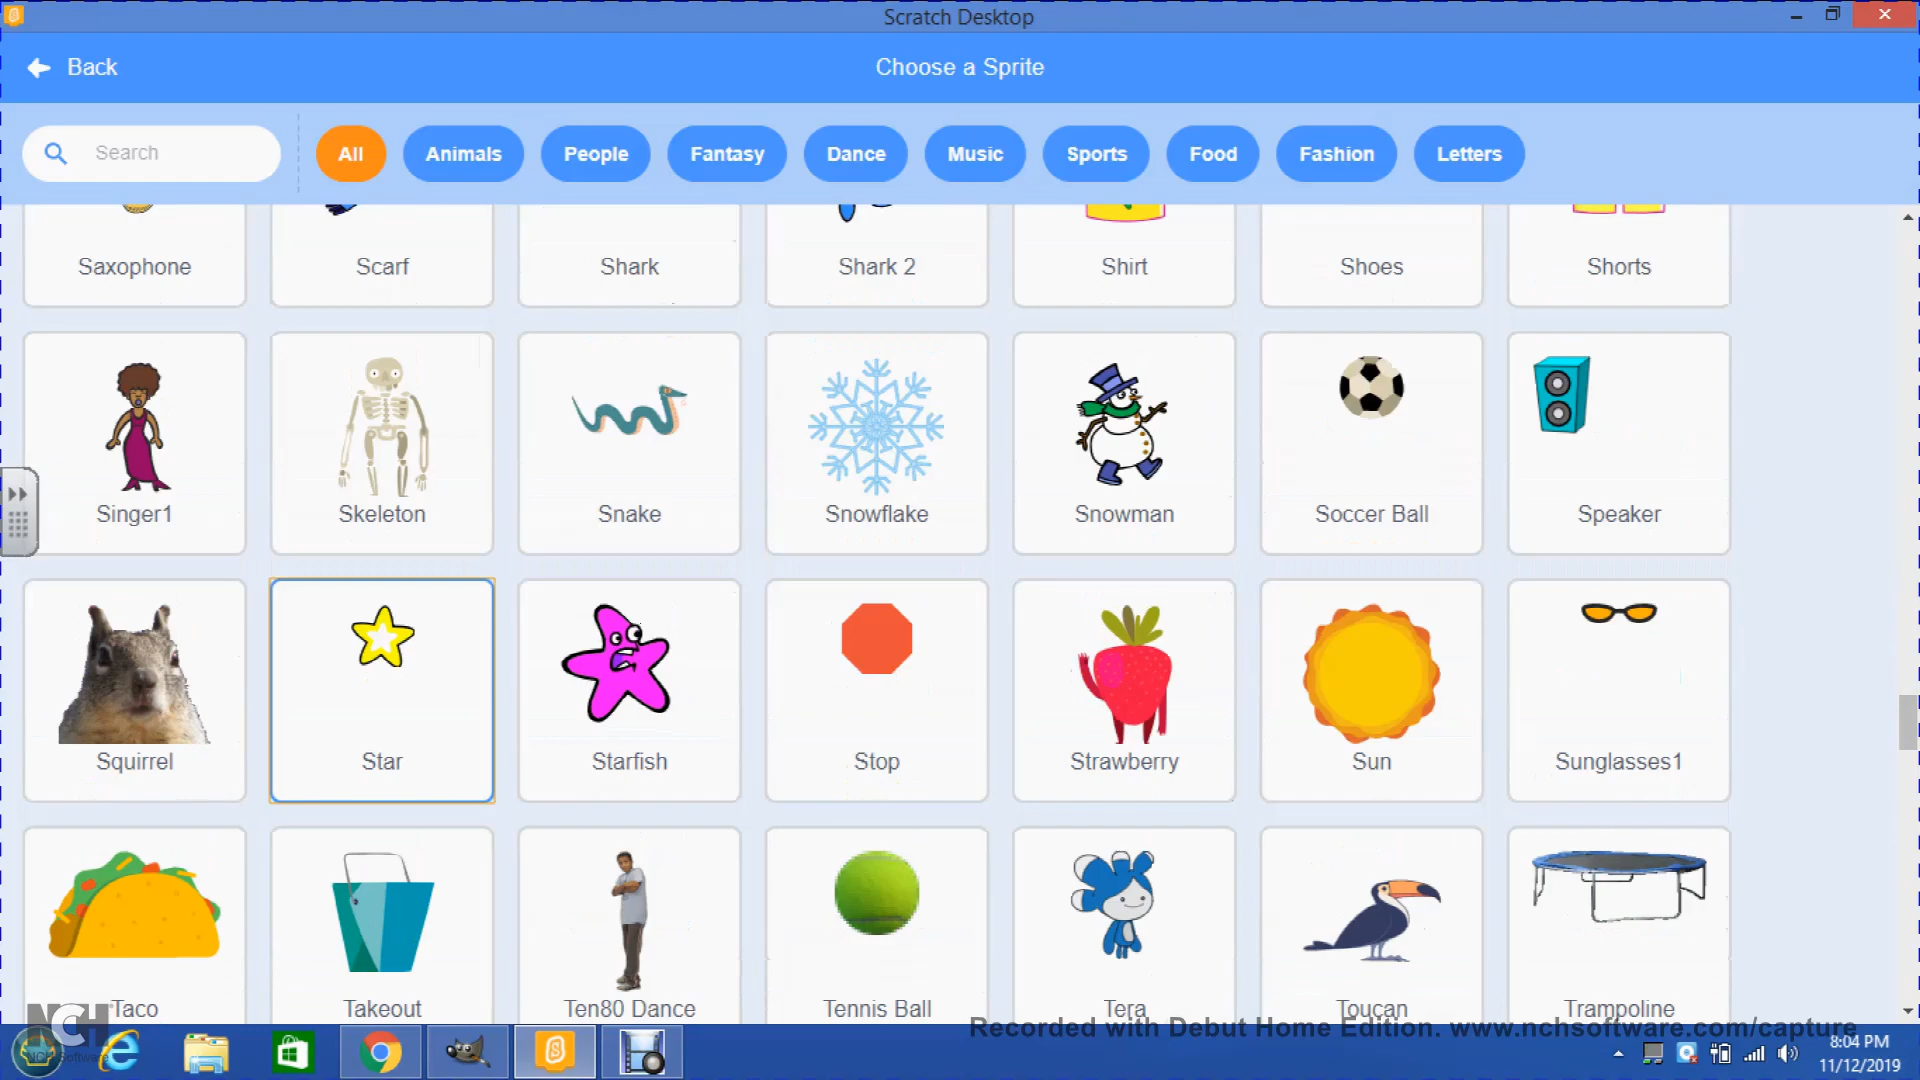 Scratch Desktop
Back
Choose a Sprite
Search
All
Animals
People
Fantasy
Dance
Music
Sports
Food
Fashion
Letters
Saxophone
Scarf
Shark
Shark 2
Shirt
Shoes
Shorts
Singer1
Skeleton
Snake
Snowflake
Snowman
Soccer Ball
Speaker
Squirrel
Star
Starfish
Stop
Strawberry
Sun
Sunglasses1
Taco
Takeout
Ten80 Dance
Tennis Ball
Tera
Toucan
Trampoline
NCH
NCH Software
Recorded with Debut Home Edition. www.nchsoftware.com/capture
8:04 PM
11/12/2019